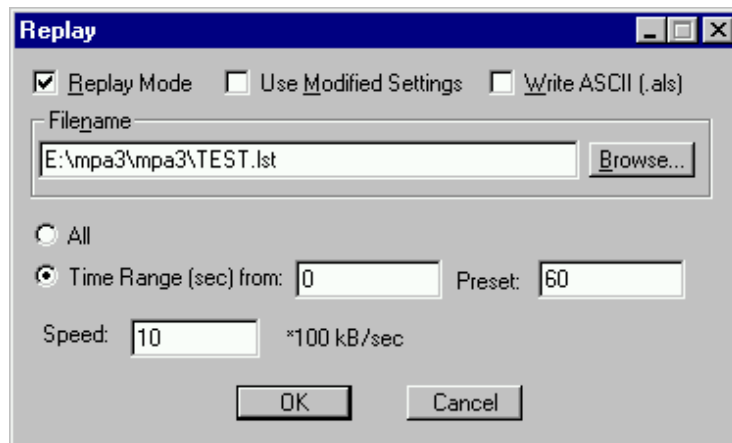 Replay
Replay Mode Use Modified Settings Write ASCII (.als)
Filename
E:\mpa3\mpa3\TEST.lst Browse...
All
Time Range (sec) from: 0 Preset: 60
Speed: 10 *100 kB/sec
OK Cancel